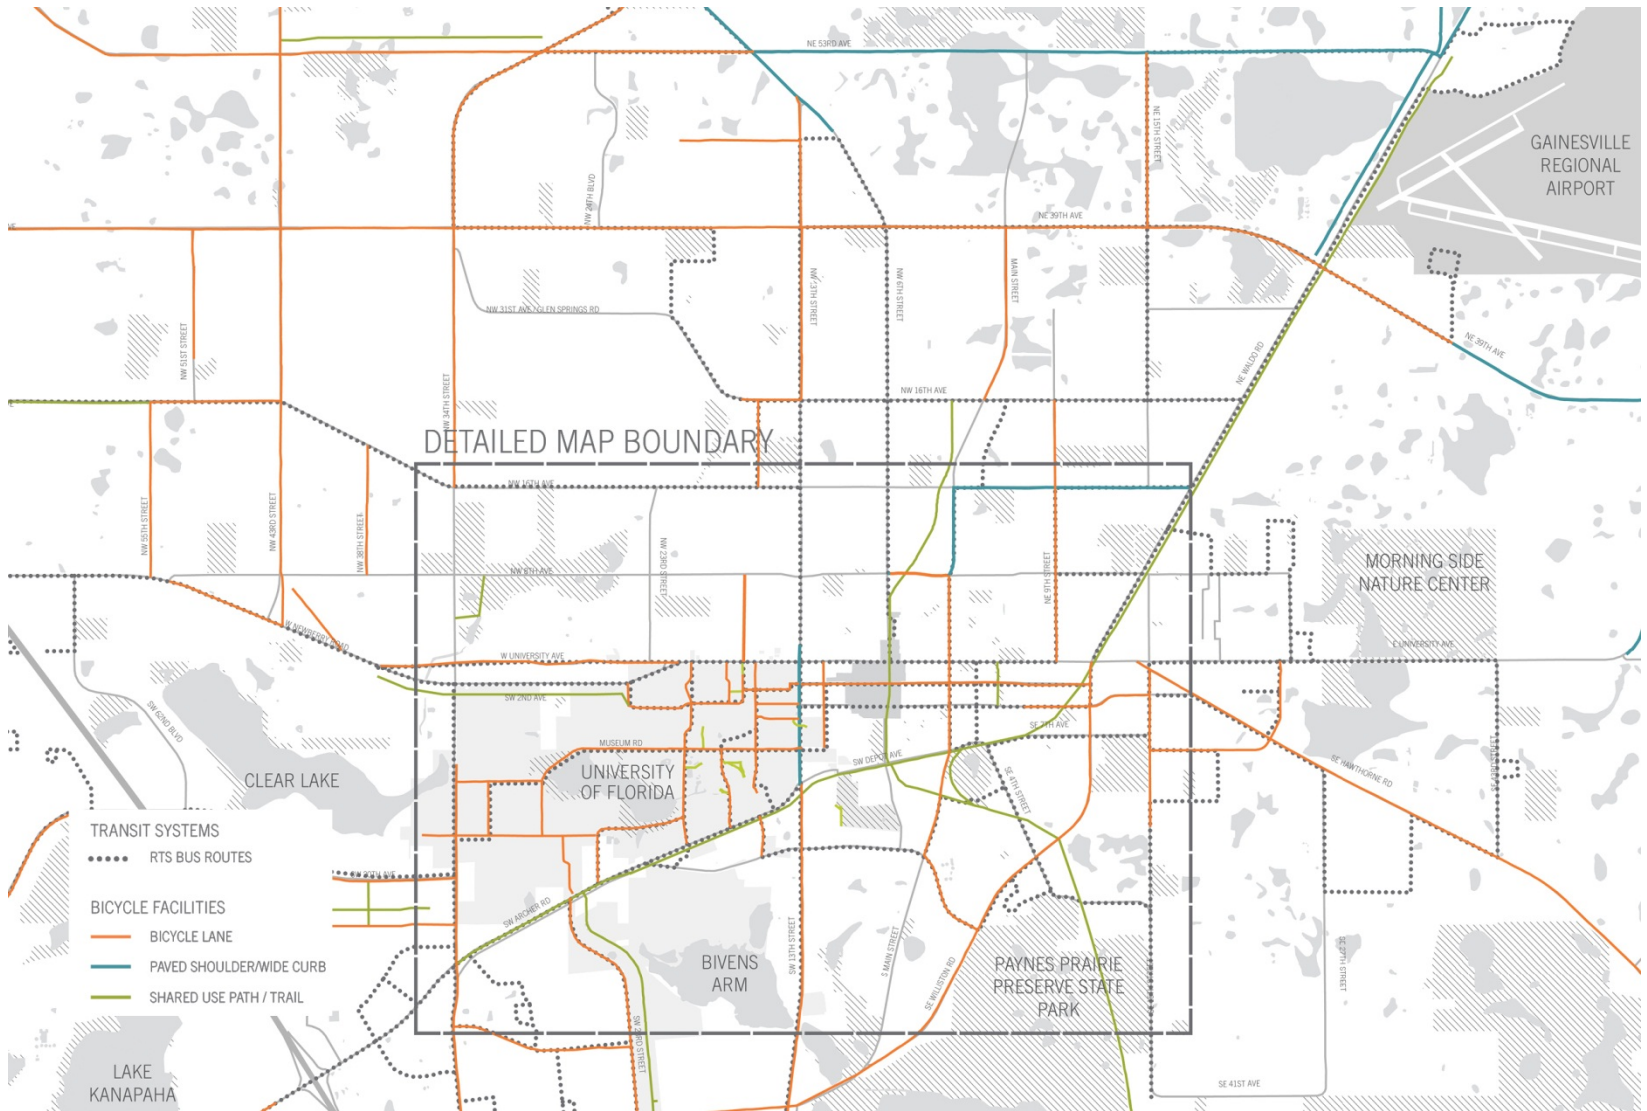 NE 53RD AVE
NE 15TH STREET
GAINESVILLE
REGIONAL
AIRPORT
NW 24TH BLVD
NE 39TH AVE
MAIN STREET
NW 13TH STREET
NW 6TH STREET
NW 31ST AVE/GLEN SPRINGS RD
NW 51ST STREET
NE WALDO RD
NE 39TH AVE
NW 34TH STREET
NW 16TH AVE
DETAILED MAP BOUNDARY
NW 16TH AVE
NW 55TH STREET
NW 43RD STREET
NW 38TH STREET
NW 23RD STREET
NW 8TH AVE
NE 9TH STREET
MORNING SIDE
NATURE CENTER
W NEWBERRY ROAD
W UNIVERSITY AVE
E UNIVERSITY AVE
SW 2ND AVE
SW 62ND BLVD
SE 7TH AVE
MUSEUM RD
SW DEPOT AVE
CLEAR LAKE
UNIVERSITY
OF FLORIDA
SE 4TH STREET
SE HAWTHORNE RD
SE 43RD STREET
TRANSIT SYSTEMS
RTS BUS ROUTES
SW 20TH AVE
BICYCLE FACILITIES
BICYCLE LANE
PAVED SHOULDER/WIDE CURB
SHARED USE PATH / TRAIL
SW ARCHER RD
BIVENS
ARM
SW 13TH STREET
S MAIN STREET
SE WILLISTON RD
PAYNES PRAIRIE
PRESERVE STATE
PARK
SE 27TH STREET
SW 23RD STREET
LAKE
KANAPAHA
SE 41ST AVE